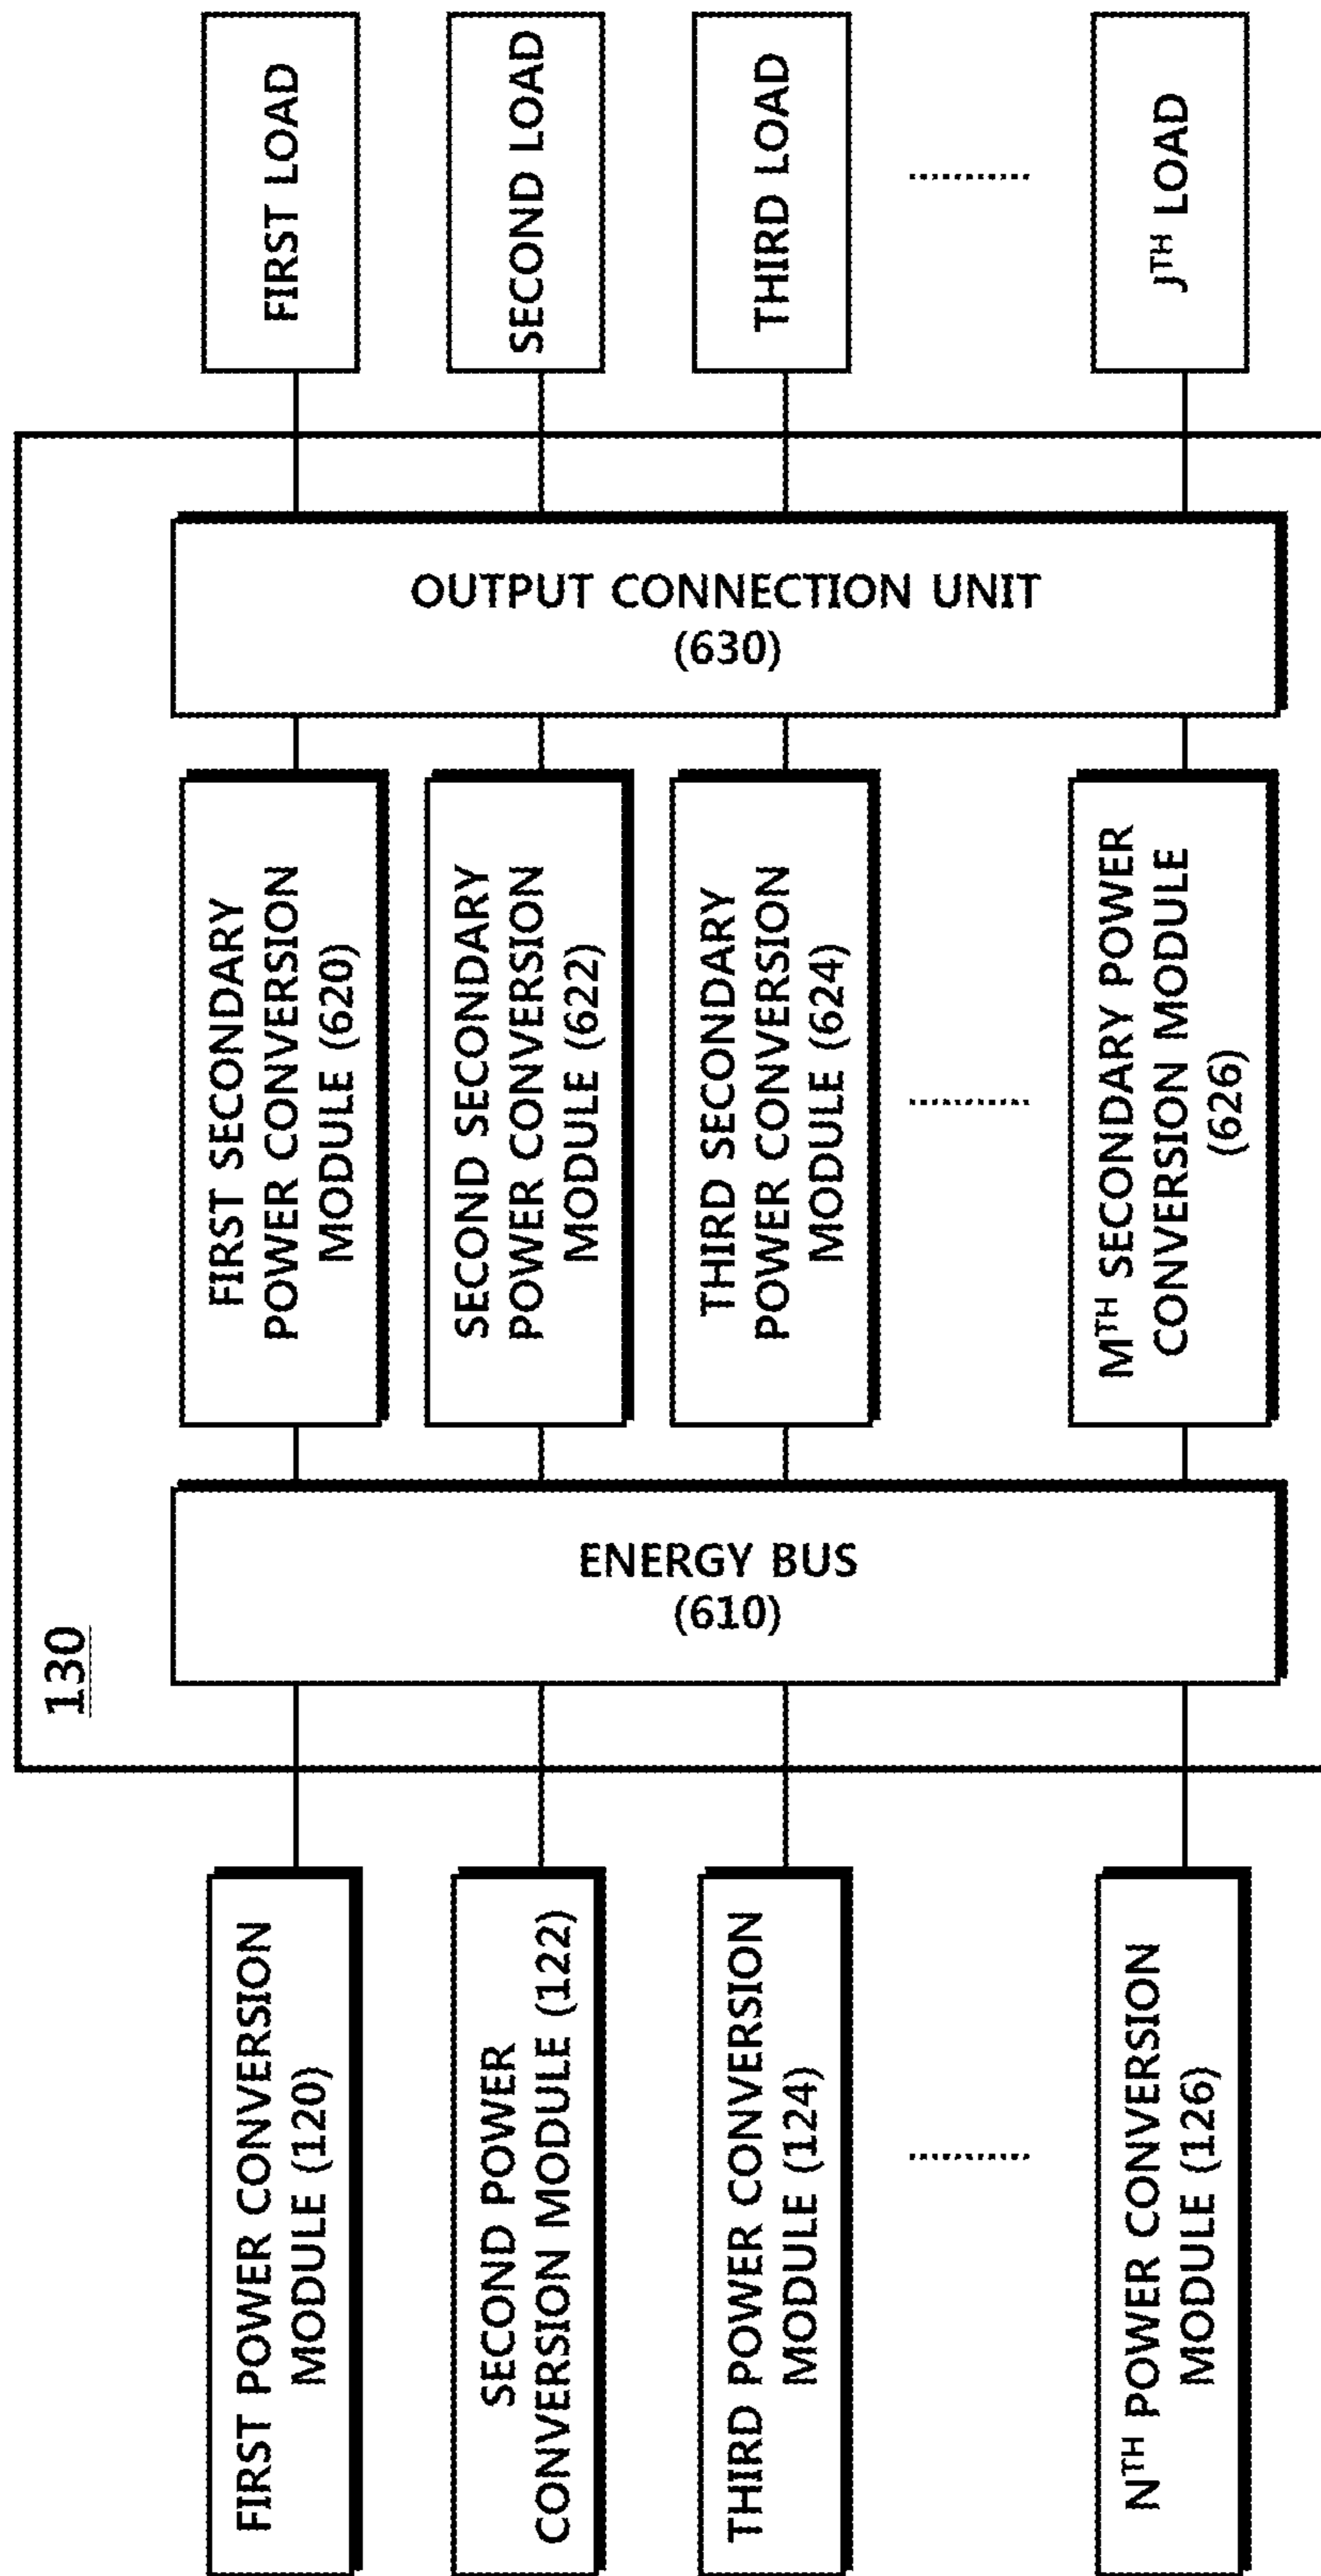 130
FIRST POWER CONVERSION
MODULE (120)
SECOND POWER
CONVERSION MODULE (122)
THIRD POWER CONVERSION
MODULE (124)
NTH POWER CONVERSION
MODULE (126)
ENERGY BUS
(610)
FIRST SECONDARY
POWER CONVERSION
MODULE (620)
SECOND SECONDARY
POWER CONVERSION
MODULE (622)
THIRD SECONDARY
POWER CONVERSION
MODULE (624)
MTH SECONDARY POWER
CONVERSION MODULE
(626)
OUTPUT CONNECTION UNIT
(630)
FIRST LOAD
SECOND LOAD
THIRD LOAD
JTH LOAD